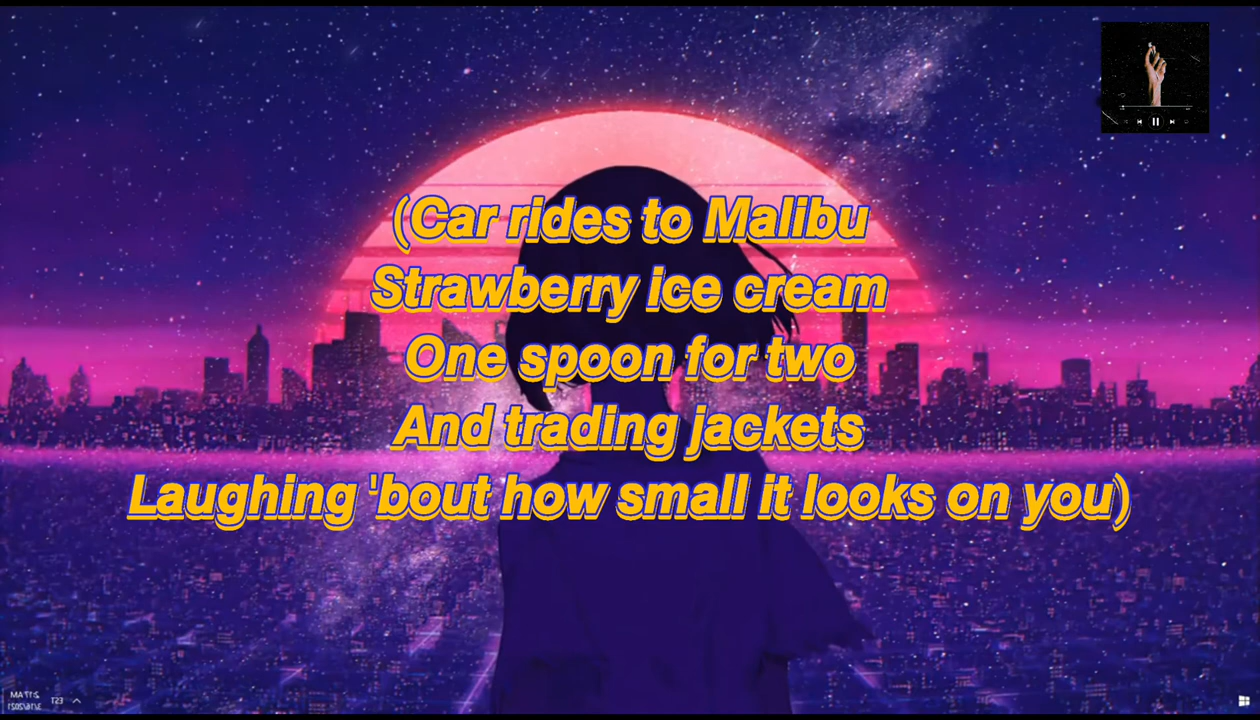 (Car rides to Malibu
Strawberry ice cream
One spoon for two
And trading jackets
Laughing 'bout how small it looks on you)